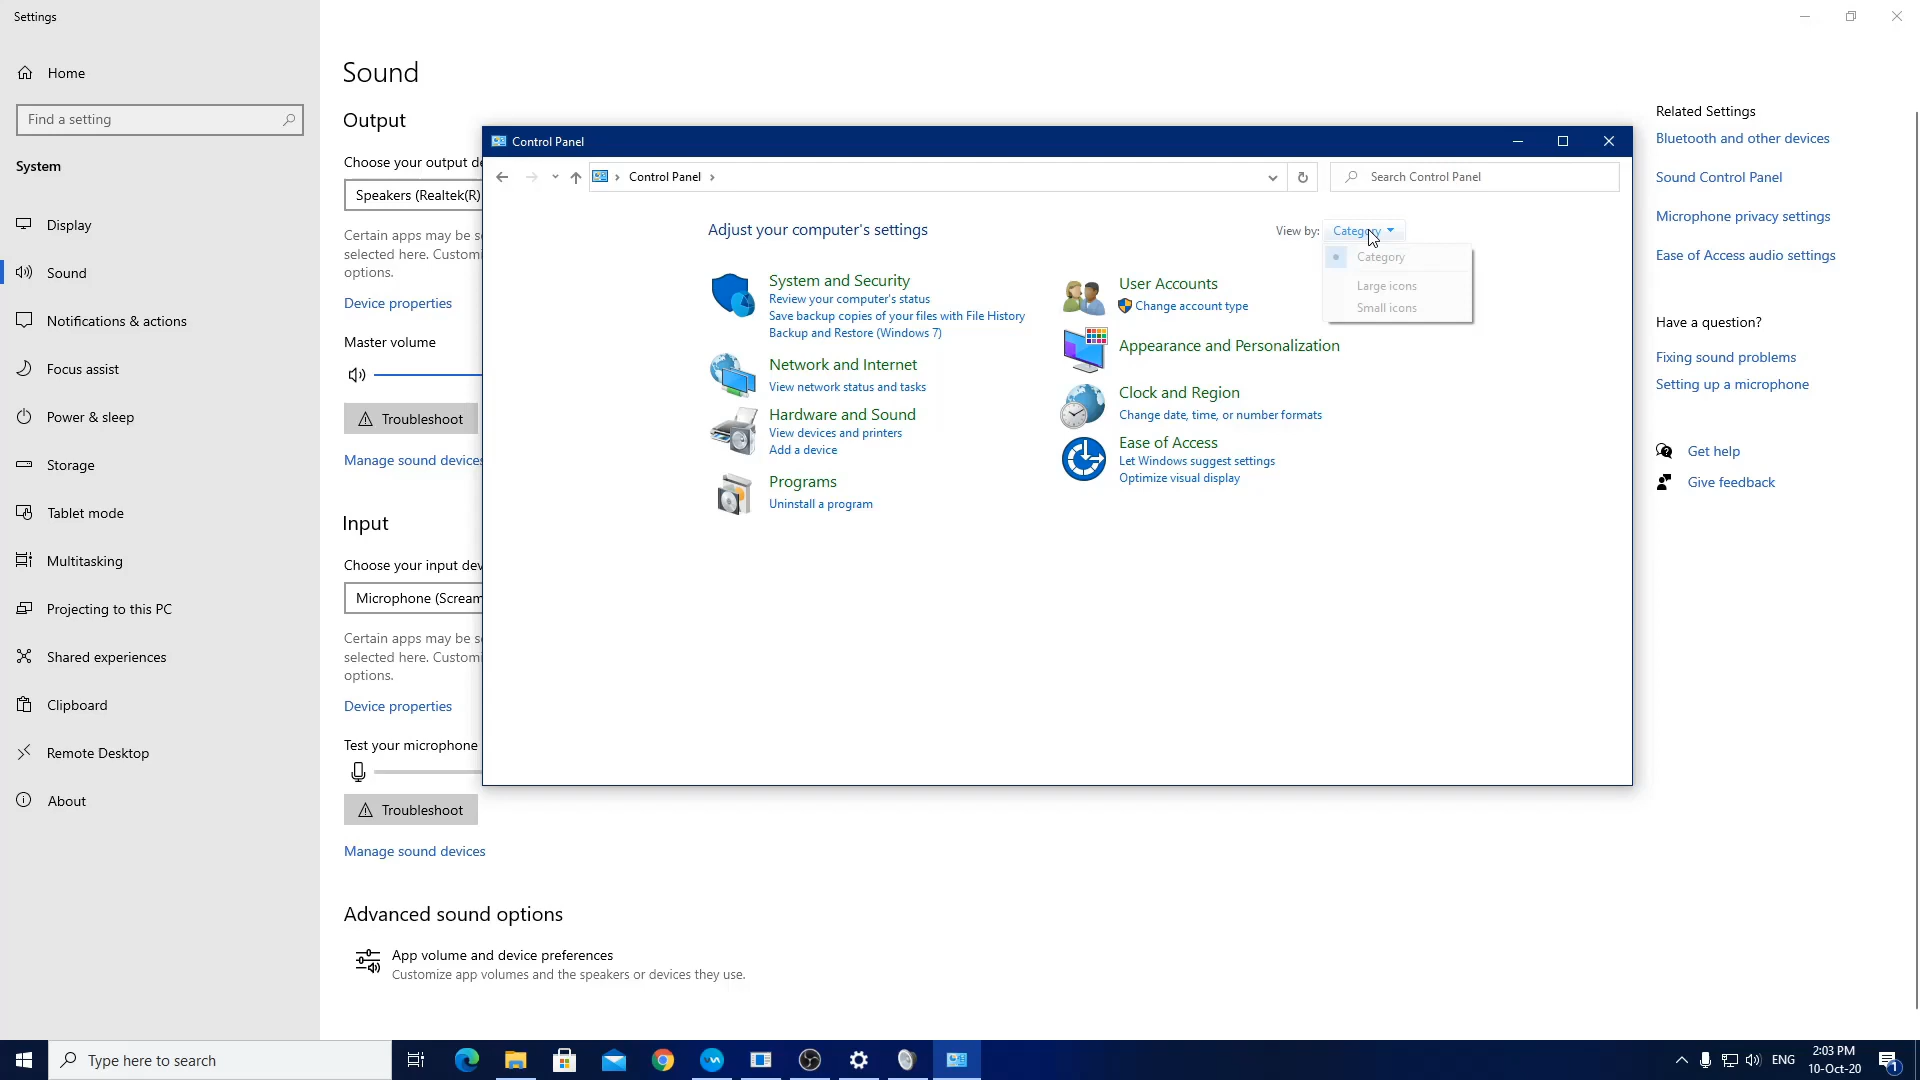 Settings
Home
Find a setting
System
Display
Sound
Notifications & actions
Focus assist
Power & sleep
Storage
Tablet mode
Multitasking
Projecting to this PC
Shared experiences
Clipboard
Remote Desktop
About
Sound
Output
Choose your output de
Speakers (Realtek(R)
Certain apps may be s
selected here. Customi
options.
Device properties
Master volume
Troubleshoot
Manage sound devices
Input
Choose your input dev
Microphone (Scream
Certain apps may be s
selected here. Customi
options.
Device properties
Test your microphone
Troubleshoot
Manage sound devices
Advanced sound options
App volume and device preferences
Customize app volumes and the speakers or devices they use.
Control Panel
Control Panel
Search Control Panel
Adjust your computer's settings
View by: Category
Category
Large icons
Small icons
System and Security
Review your computer's status
Save backup copies of your files with File History
Backup and Restore (Windows 7)
Network and Internet
View network status and tasks
Hardware and Sound
View devices and printers
Add a device
Programs
Uninstall a program
User Accounts
Change account type
Appearance and Personalization
Clock and Region
Change date, time, or number formats
Ease of Access
Let Windows suggest settings
Optimize visual display
Related Settings
Bluetooth and other devices
Sound Control Panel
Microphone privacy settings
Ease of Access audio settings
Have a question?
Fixing sound problems
Setting up a microphone
Get help
Give feedback
Type here to search
ENG
2:03 PM
10-Oct-20
1